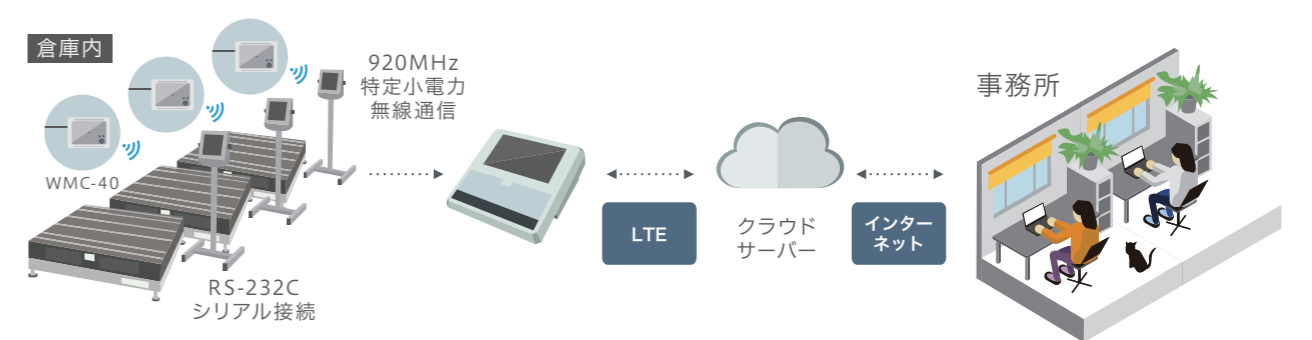 倉庫内
920MHz
特定小電力
無線通信
WMC-40
RS-232C
シリアル接続
LTE
クラウド
サーバー
インター
ネット
事務所